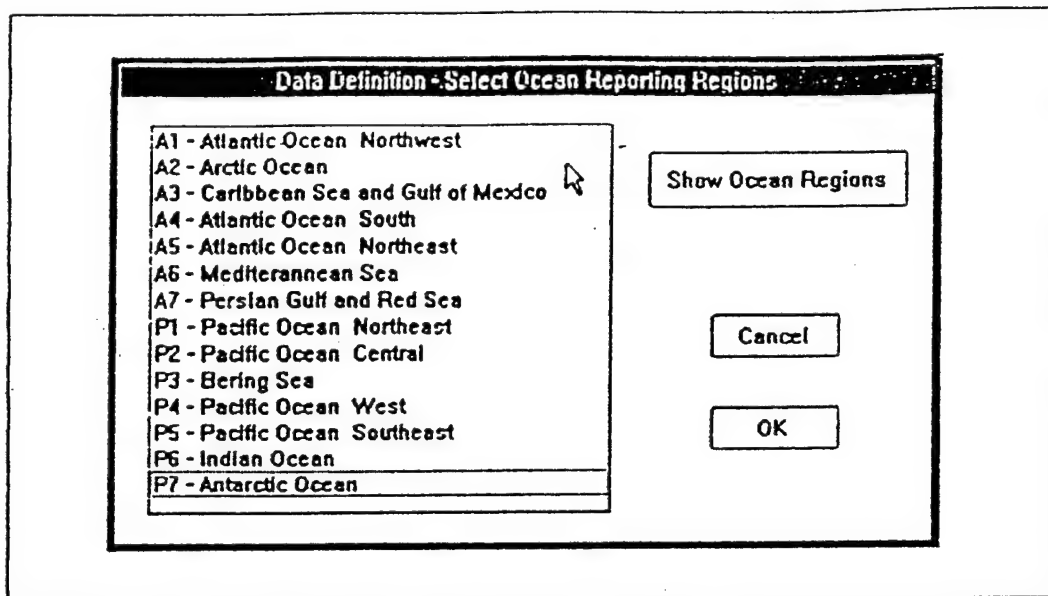 Data Definition - Select Ocean Reporting Regions
A1 - Atlantic Ocean Northwest
A2 - Arctic Ocean
A3 - Caribbean Sea and Gulf of Mexico
A4 - Atlantic Ocean South
A5 - Atlantic Ocean Northeast
A6 - Mediterannean Sea
A7 - Persian Gulf and Red Sea
P1 - Pacific Ocean Northeast
P2 - Pacific Ocean Central
P3 - Bering Sea
P4 - Pacific Ocean West
P5 - Pacific Ocean Southeast
P6 - Indian Ocean
P7 - Antarctic Ocean
Show Ocean Regions
Cancel
OK